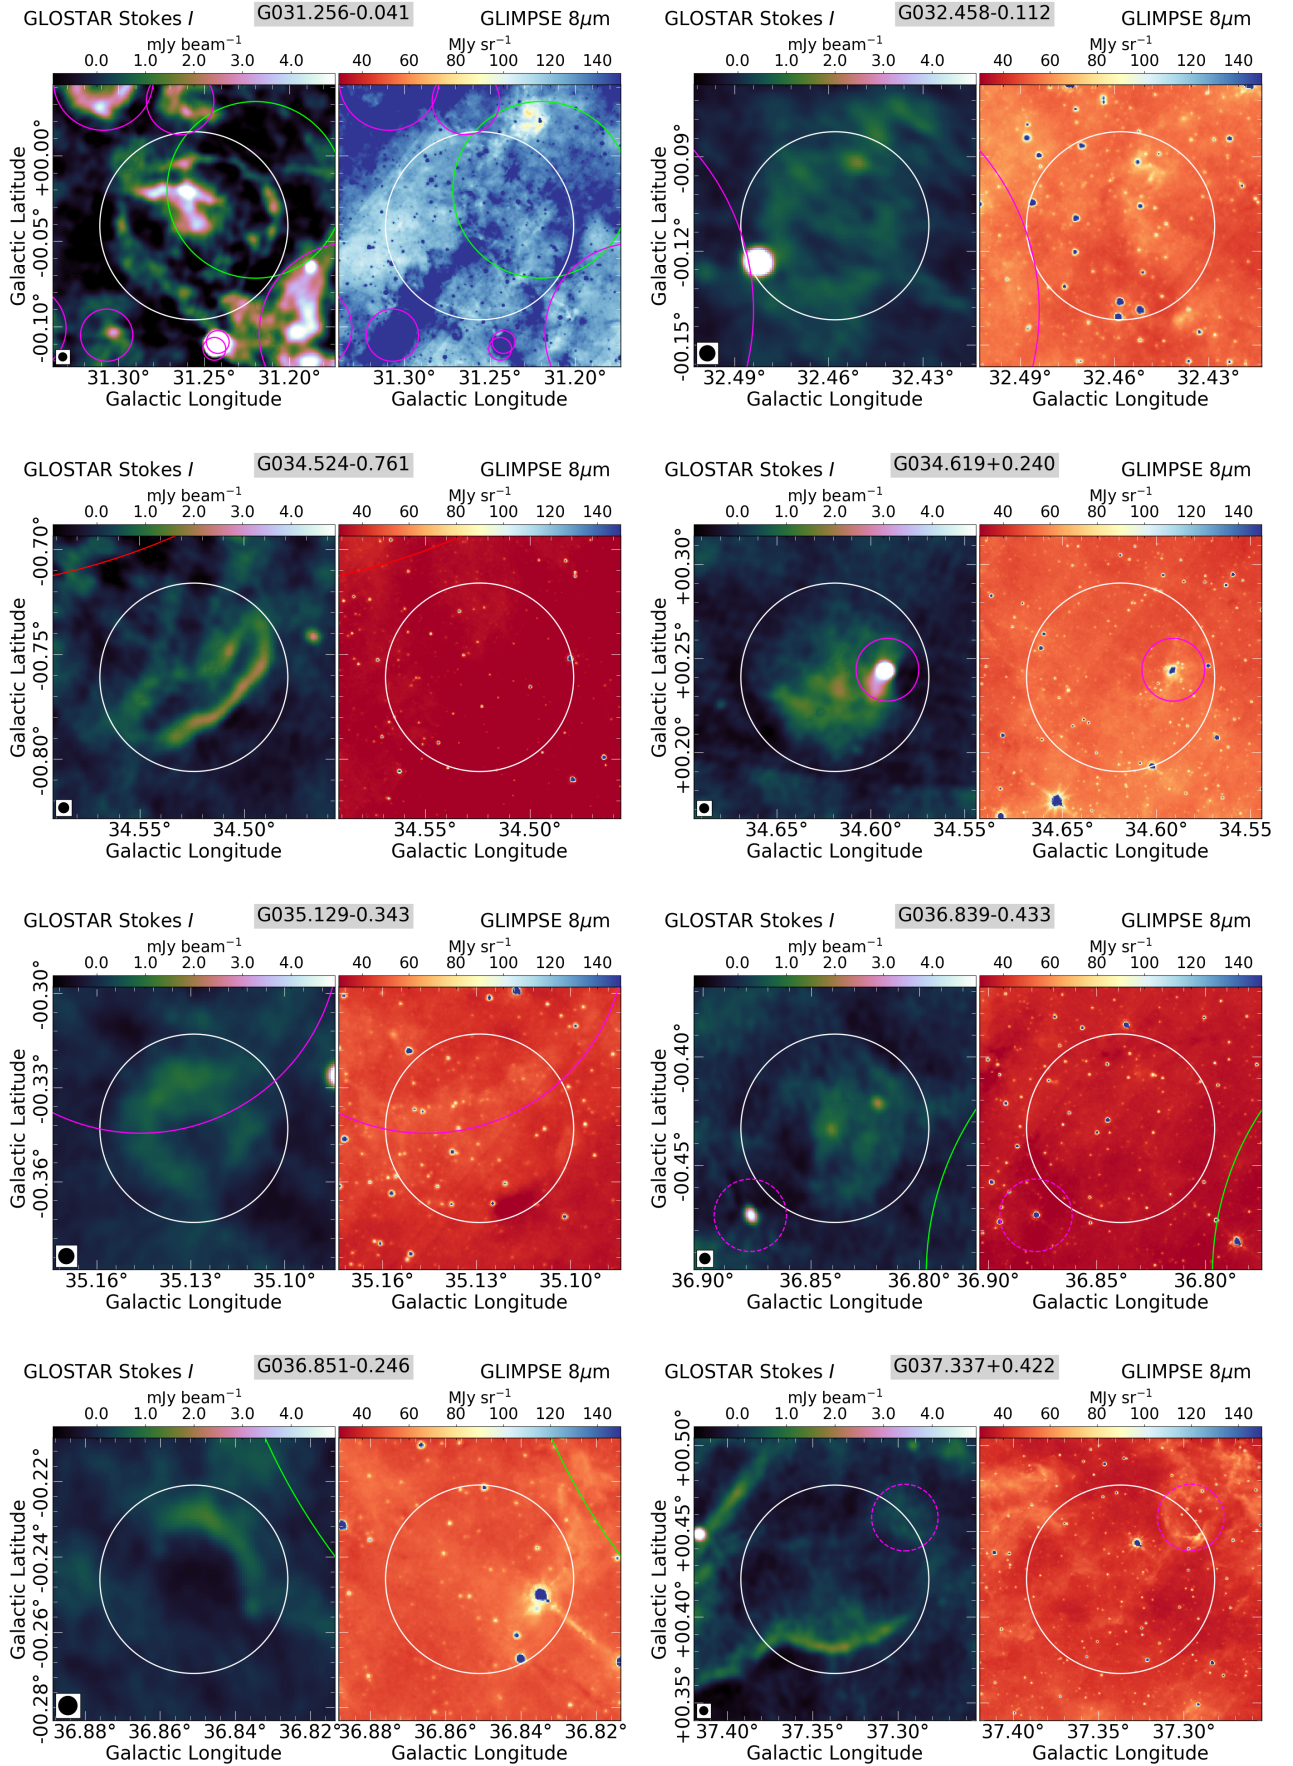 GLOSTAR Stokes I G031.256-0.041 GLIMPSE 8μm
mJy beam⁻¹ MJy sr⁻¹
0.0 1.0 2.0 3.0 4.0 40 60 80 100 120 140
Galactic Latitude
+00.00° -00.05° -00.10°
31.30° 31.25° 31.20° 31.30° 31.25° 31.20°
Galactic Longitude Galactic Longitude
GLOSTAR Stokes I G032.458-0.112 GLIMPSE 8μm
mJy beam⁻¹ MJy sr⁻¹
0.0 1.0 2.0 3.0 4.0 40 60 80 100 120 140
Galactic Latitude
-00.09° -00.12° -00.15°
32.49° 32.46° 32.43° 32.49° 32.46° 32.43°
Galactic Longitude Galactic Longitude
GLOSTAR Stokes I G034.524-0.761 GLIMPSE 8μm
mJy beam⁻¹ MJy sr⁻¹
0.0 1.0 2.0 3.0 4.0 40 60 80 100 120 140
Galactic Latitude
-00.70° -00.75° -00.80°
34.55° 34.50° 34.55° 34.50°
Galactic Longitude Galactic Longitude
GLOSTAR Stokes I G034.619+0.240 GLIMPSE 8μm
mJy beam⁻¹ MJy sr⁻¹
0.0 1.0 2.0 3.0 4.0 40 60 80 100 120 140
Galactic Latitude
+00.30° +00.25° +00.20°
34.65° 34.60° 34.55° 34.65° 34.60° 34.55°
Galactic Longitude Galactic Longitude
GLOSTAR Stokes I G035.129-0.343 GLIMPSE 8μm
mJy beam⁻¹ MJy sr⁻¹
0.0 1.0 2.0 3.0 4.0 40 60 80 100 120 140
Galactic Latitude
-00.30° -00.33° -00.36°
35.16° 35.13° 35.10° 35.16° 35.13° 35.10°
Galactic Longitude Galactic Longitude
GLOSTAR Stokes I G036.839-0.433 GLIMPSE 8μm
mJy beam⁻¹ MJy sr⁻¹
0.0 1.0 2.0 3.0 4.0 40 60 80 100 120 140
Galactic Latitude
-00.40° -00.45°
36.90° 36.85° 36.80° 36.90° 36.85° 36.80°
Galactic Longitude Galactic Longitude
GLOSTAR Stokes I G036.851-0.246 GLIMPSE 8μm
mJy beam⁻¹ MJy sr⁻¹
0.0 1.0 2.0 3.0 4.0 40 60 80 100 120 140
Galactic Latitude
-00.22° -00.24° -00.26° -00.28°
36.88° 36.86° 36.84° 36.82° 36.88° 36.86° 36.84° 36.82°
Galactic Longitude Galactic Longitude
GLOSTAR Stokes I G037.337+0.422 GLIMPSE 8μm
mJy beam⁻¹ MJy sr⁻¹
0.0 1.0 2.0 3.0 4.0 40 60 80 100 120 140
Galactic Latitude
+00.50° +00.45° +00.40° +00.35°
37.40° 37.35° 37.30° 37.40° 37.35° 37.30°
Galactic Longitude Galactic Longitude